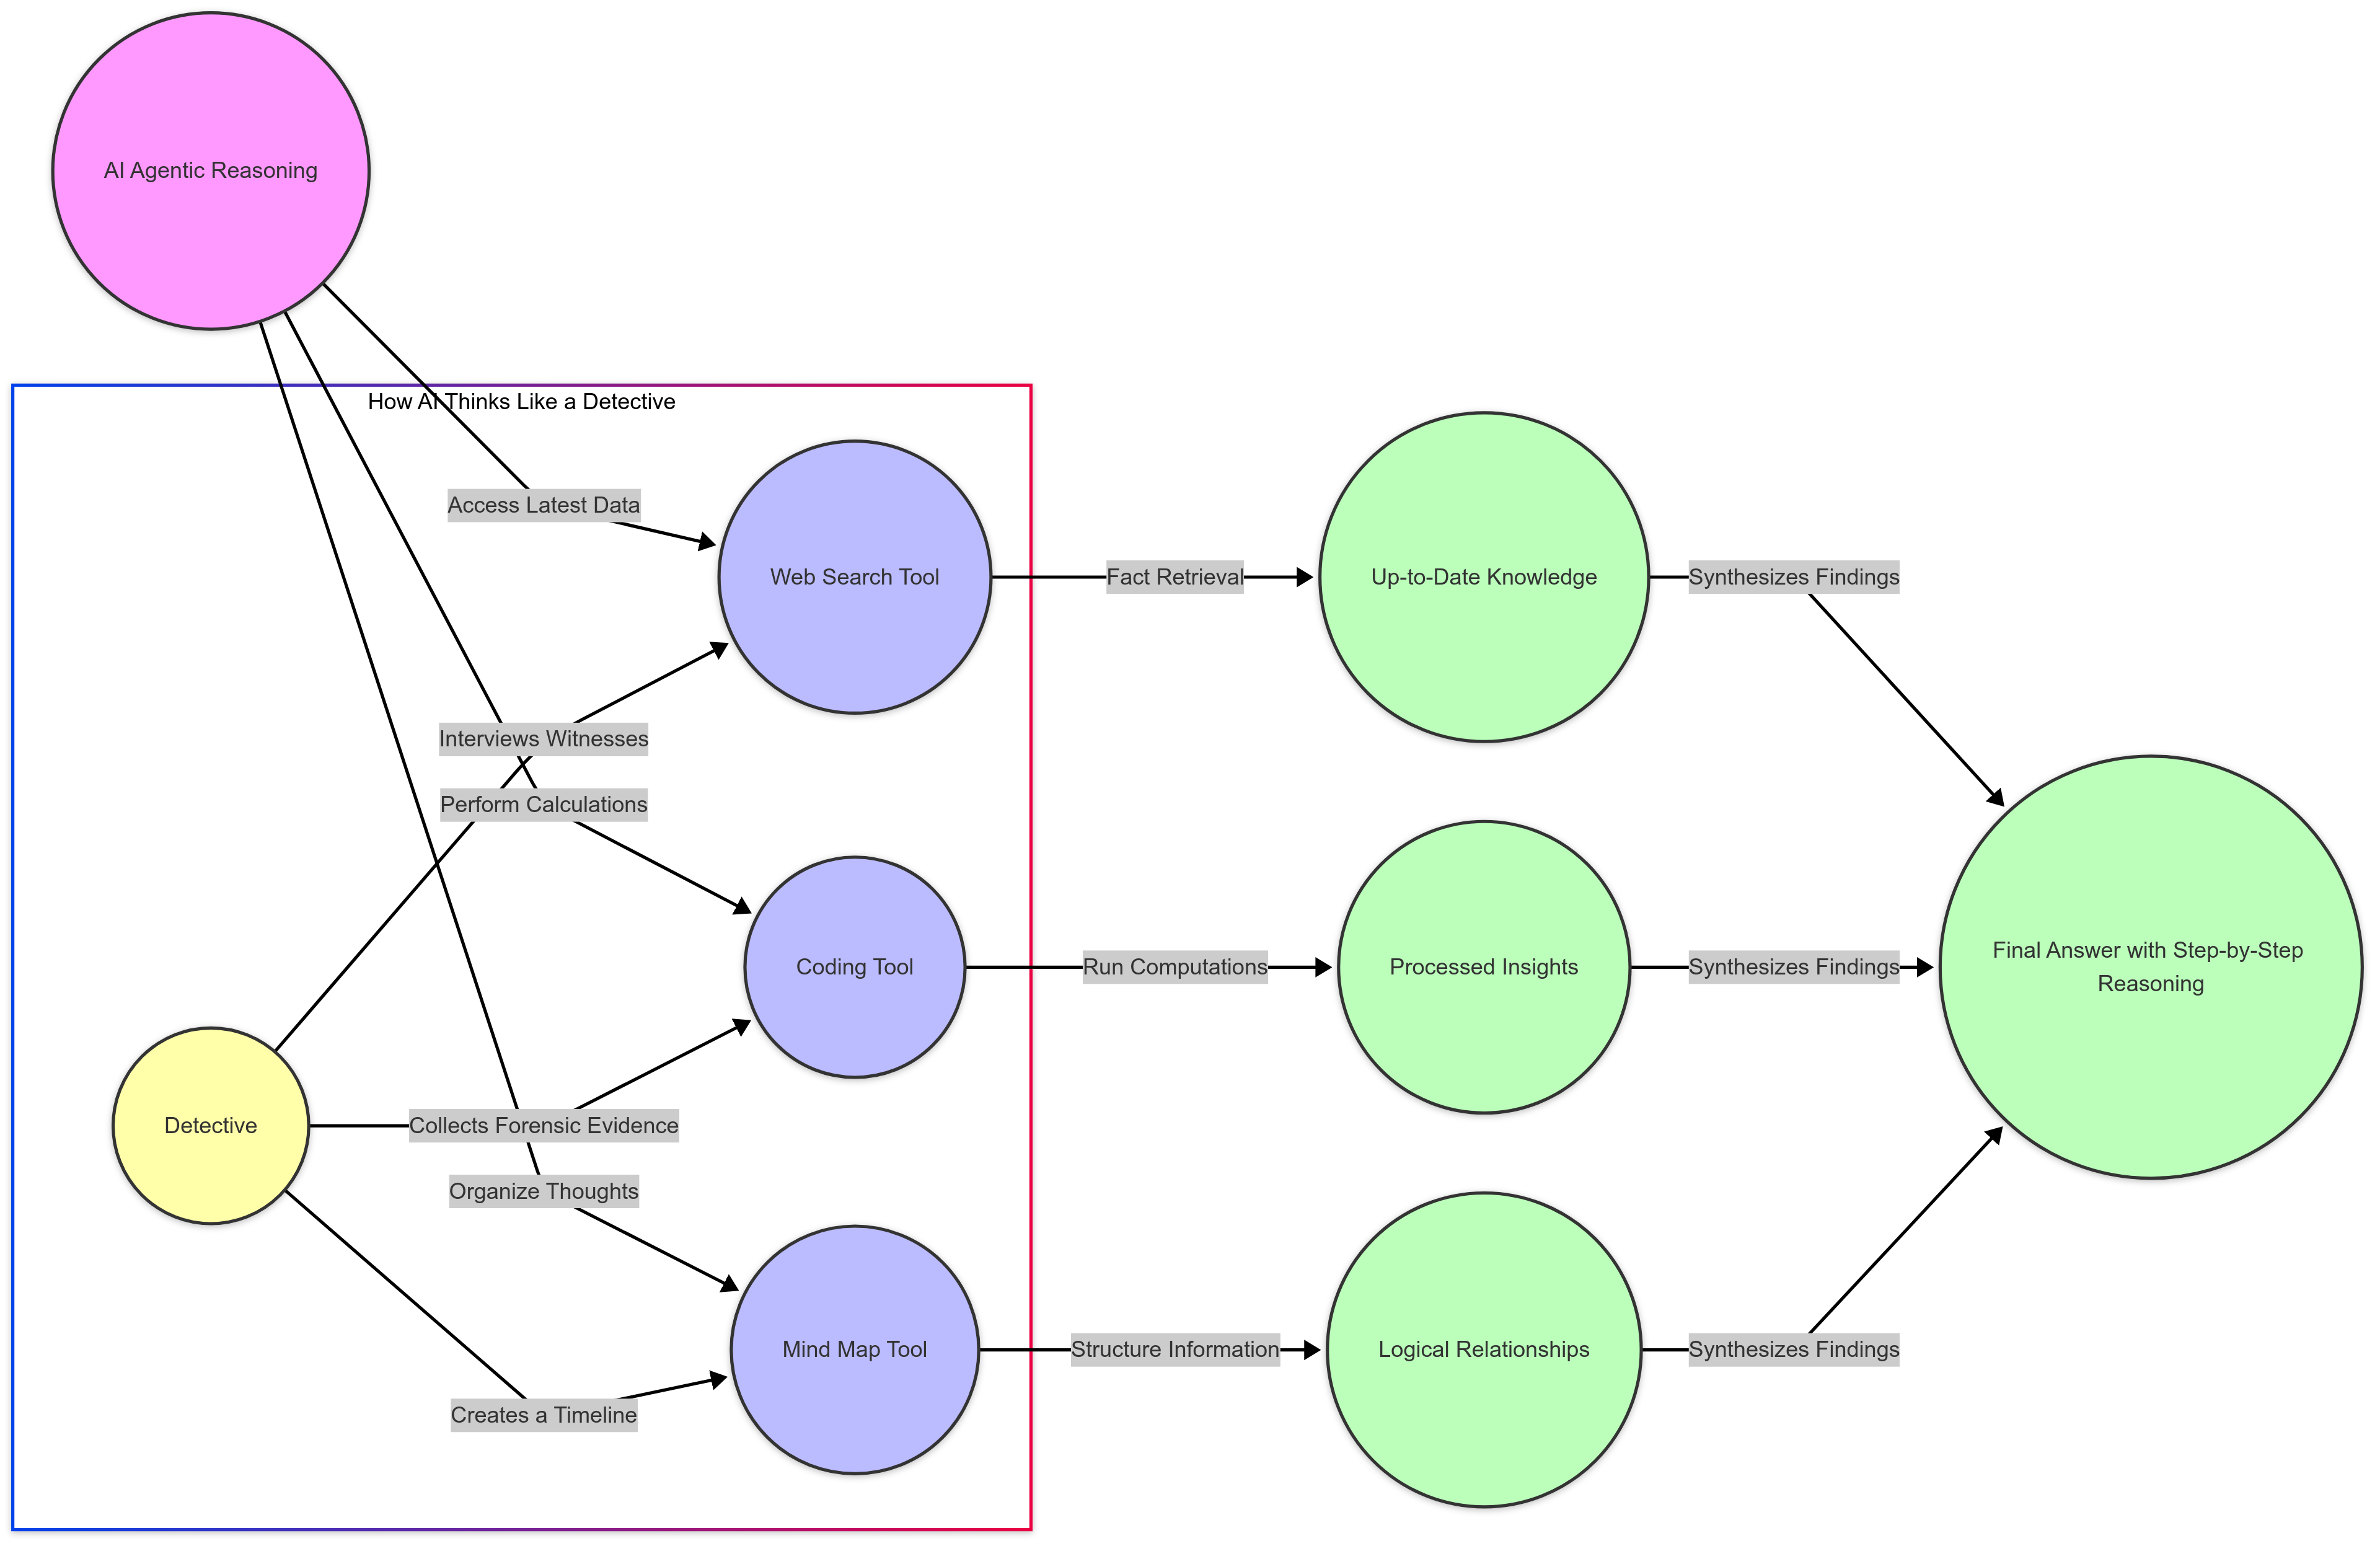 AI Agentic Reasoning
How AI Thinks Like a Detective
Access Latest Data
Web Search Tool
Fact Retrieval
Up-to-Date Knowledge
Synthesizes Findings
Interviews Witnesses
Perform Calculations
Coding Tool
Run Computations
Processed Insights
Synthesizes Findings
Final Answer with Step-by-Step
Reasoning
Detective
Collects Forensic Evidence
Organize Thoughts
Mind Map Tool
Structure Information
Logical Relationships
Synthesizes Findings
Creates a Timeline